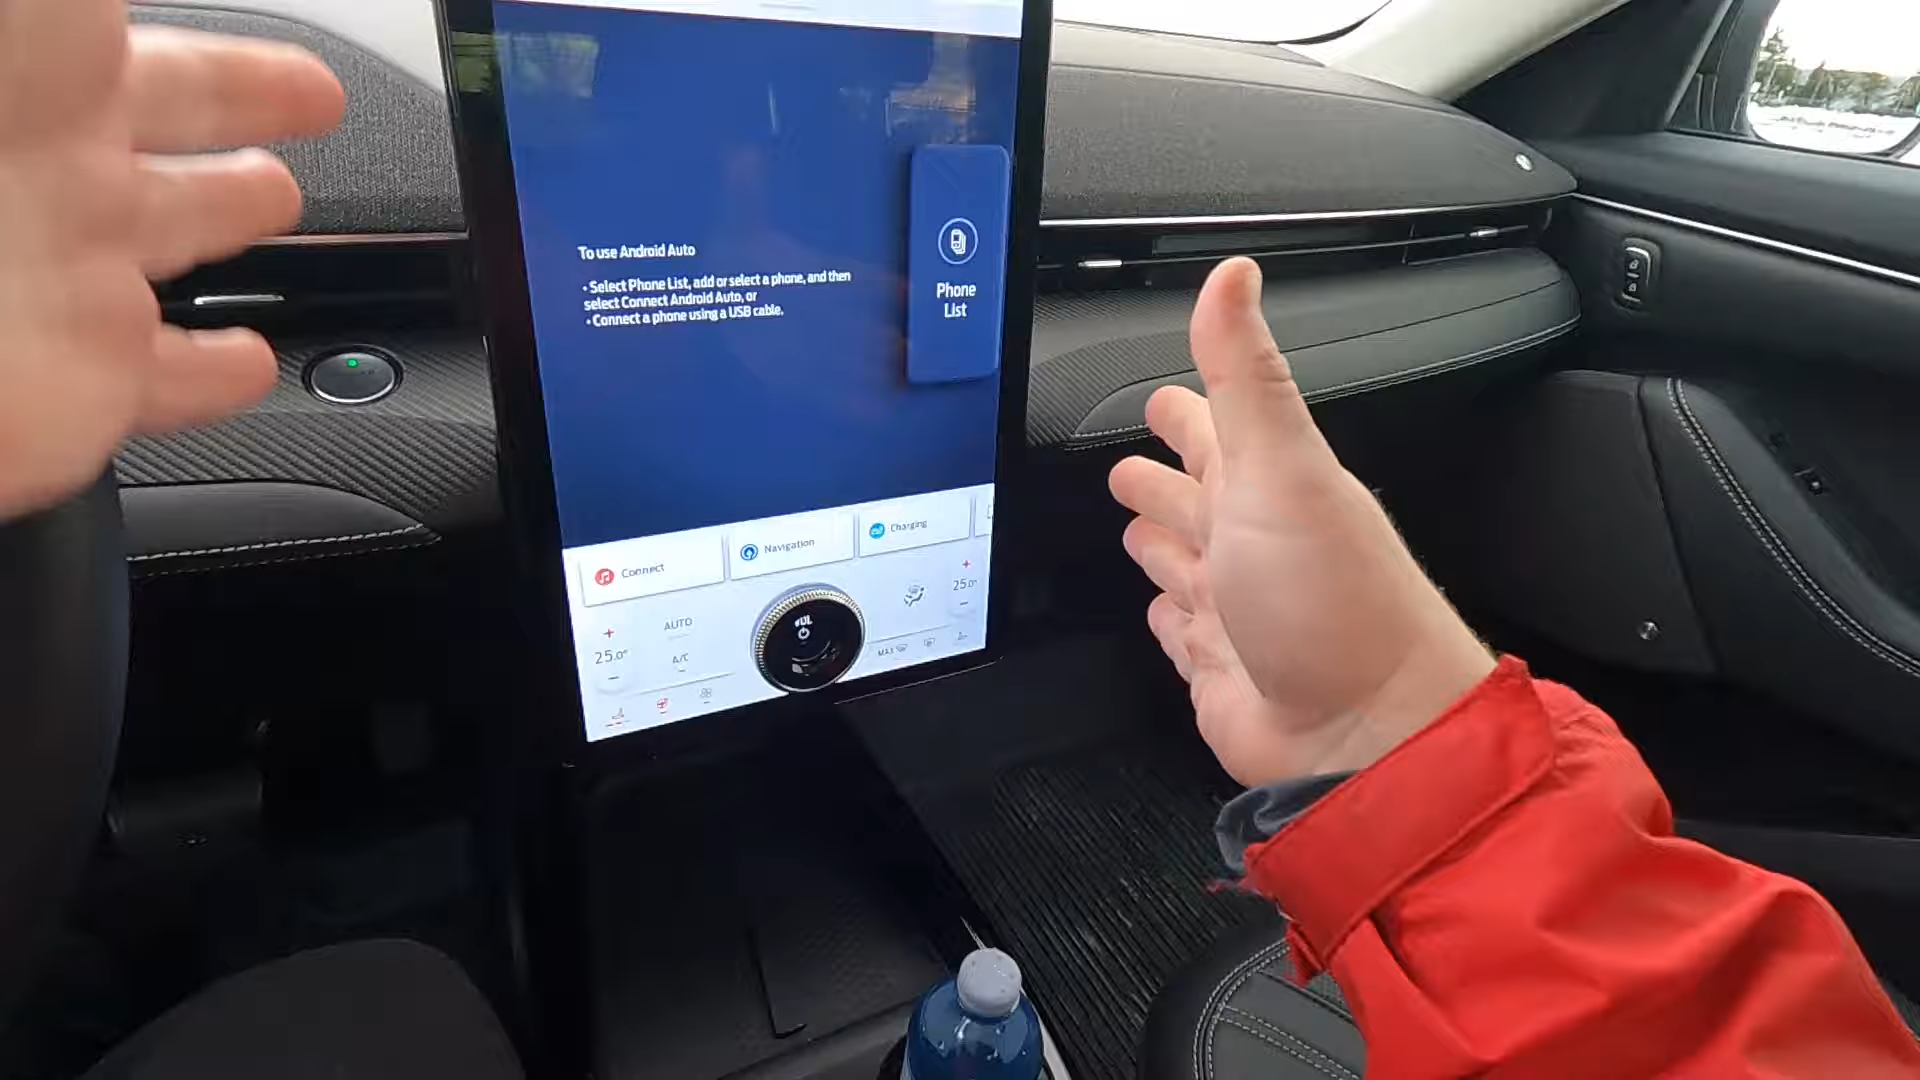 To use Android Auto
• Select Phone List, add or select a phone, and then
select Connect Android Auto, or
• Connect a phone using a USB cable.
Phone
List
Connect
Navigation
Charging
+
25.0°
−
AUTO
A/C
VOL
+
25.0°
−
MAX